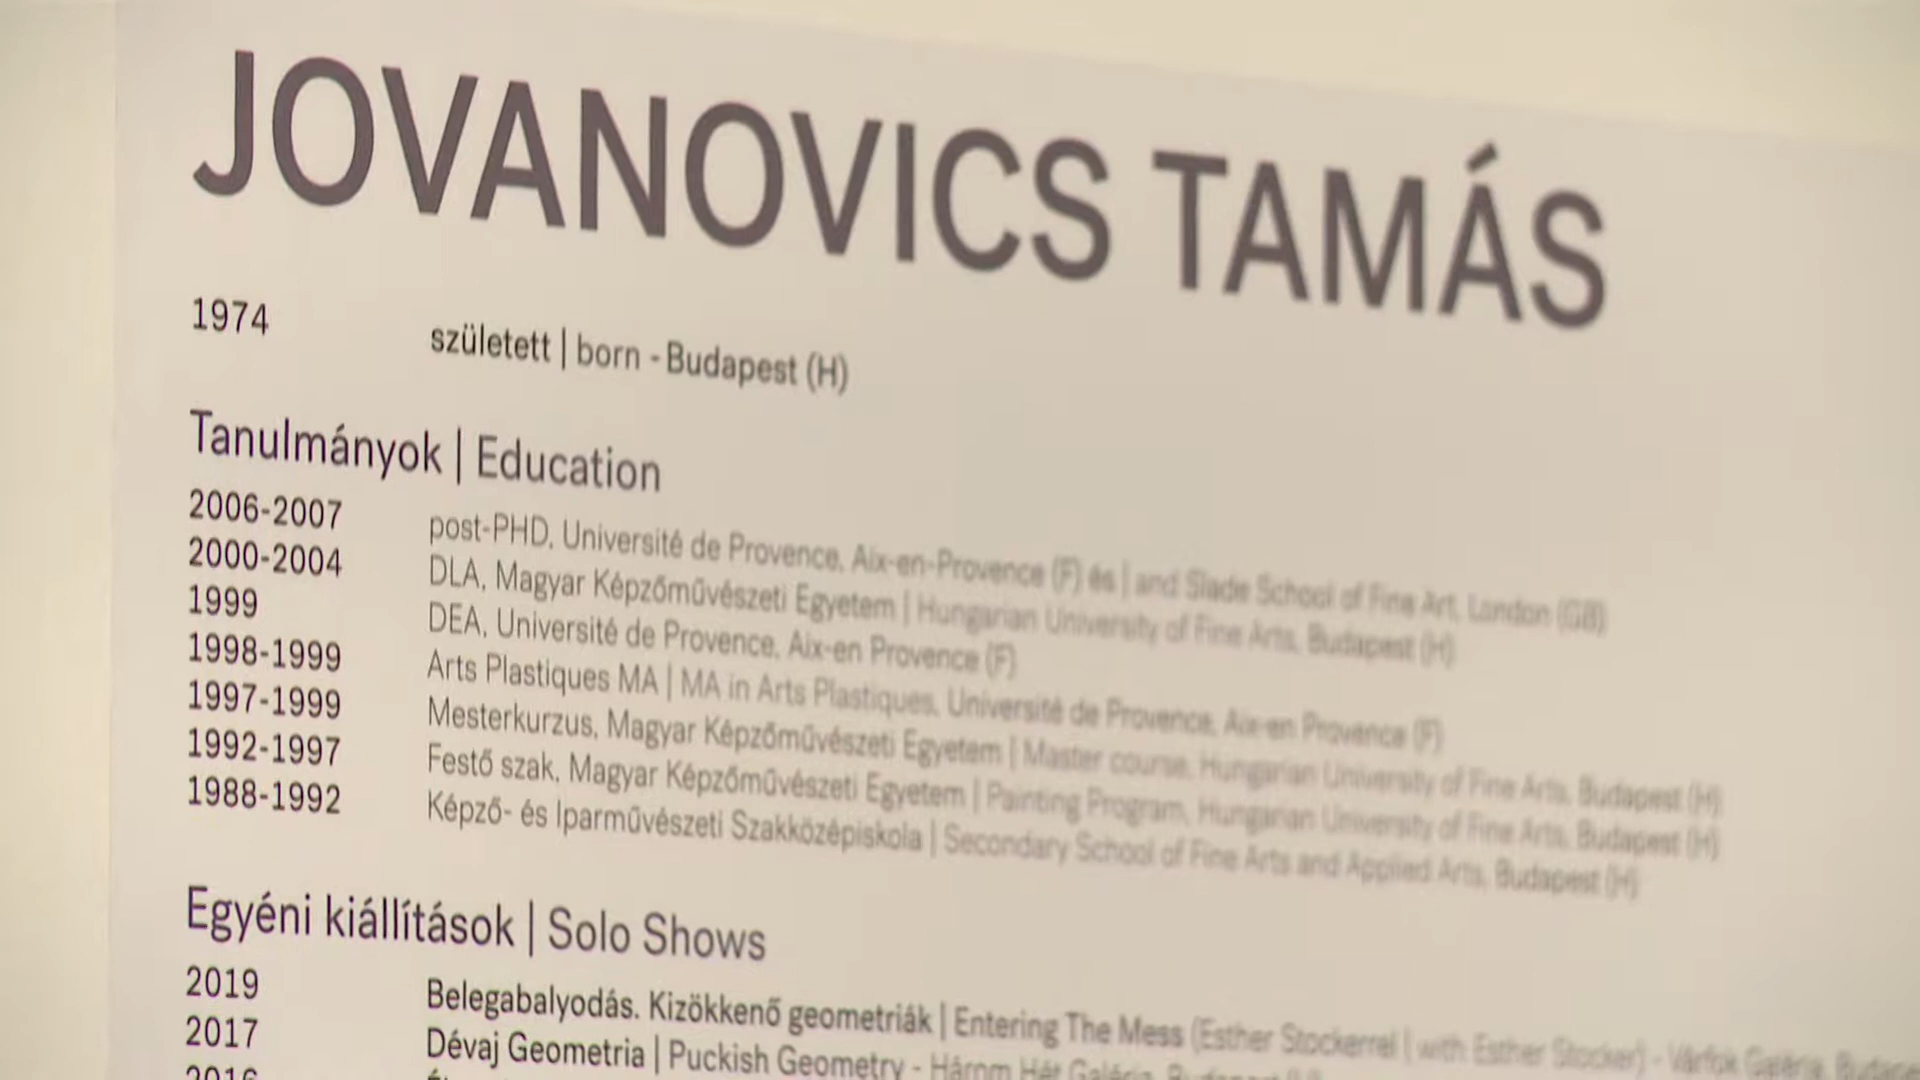 JOVANOVICS TAMÁS
1974 született | born - Budapest (H)
Tanulmányok | Education
2006-2007 post-PHD, Université de Provence, Aix-en-Provence (F) és | and Slade School of Fine Art, London (GB)
2000-2004 DLA, Magyar Képzőművészeti Egyetem | Hungarian University of Fine Arts, Budapest (H)
1999 DEA, Université de Provence, Aix-en Provence (F)
1998-1999 Arts Plastiques MA | MA in Arts Plastiques, Université de Provence, Aix-en Provence (F)
1997-1999 Mesterkurzus, Magyar Képzőművészeti Egyetem | Master course, Hungarian University of Fine Arts, Budapest (H)
1992-1997 Festő szak, Magyar Képzőművészeti Egyetem | Painting Program, Hungarian University of Fine Arts, Budapest (H)
1988-1992 Képző- és Iparművészeti Szakközépiskola | Secondary School of Fine Arts and Applied Arts, Budapest (H)
Egyéni kiállítások | Solo Shows
2019 Belegabalyodás. Kizökkenő geometriák | Entering The Mess (Esther Stockerrel | with Esther Stocker) - Várfok Galéria, Budapest
2017 Dévaj Geometria | Puckish Geometry - Három Hét Galéria, Budapest (H)
2016